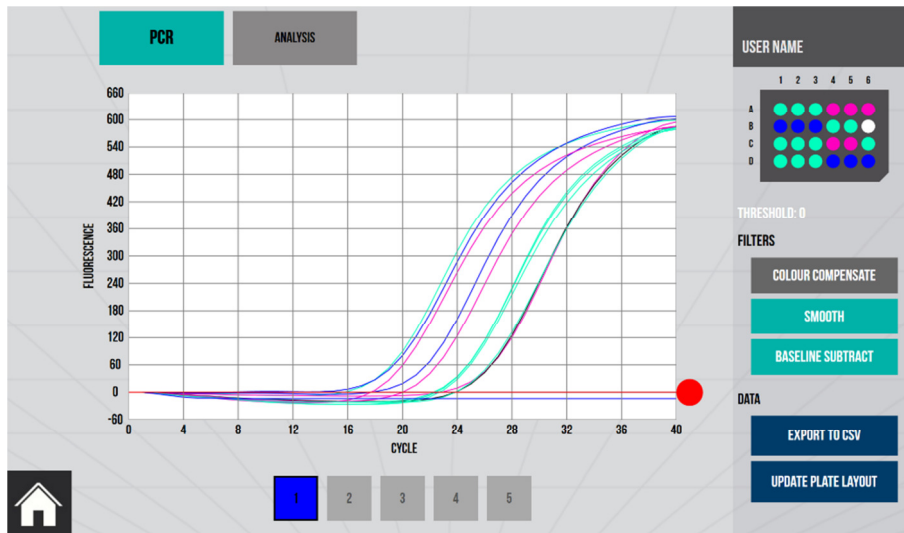 PCR
ANALYSIS
USER NAME
1 2 3 4 5 6
A
B
C
D
660
600
540
480
420
360
300
240
180
120
60
0
-60
FLUORESCENCE
0 4 8 12 16 20 24 28 32 36 40
CYCLE
THRESHOLD: 0
FILTERS
COLOUR COMPENSATE
SMOOTH
BASELINE SUBTRACT
DATA
EXPORT TO CSV
UPDATE PLATE LAYOUT
1 2 3 4 5